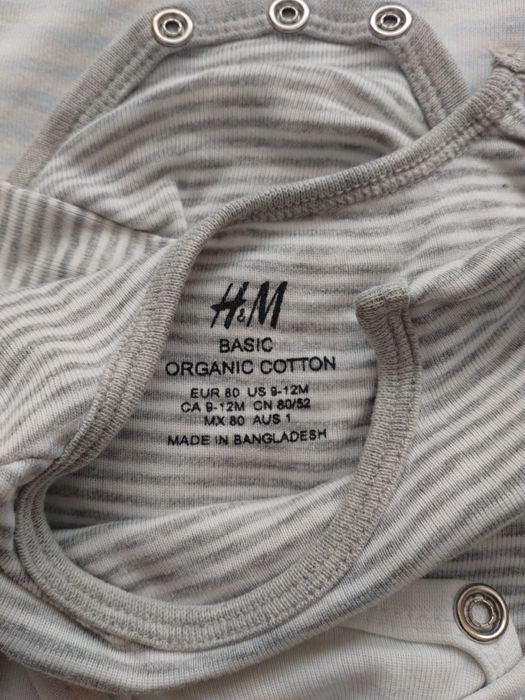 H&M
BASIC
ORGANIC COTTON
EUR 80 US 9-12M
CA 9-12M CN 80/52
MX 80 AUS 1
MADE IN BANGLADESH